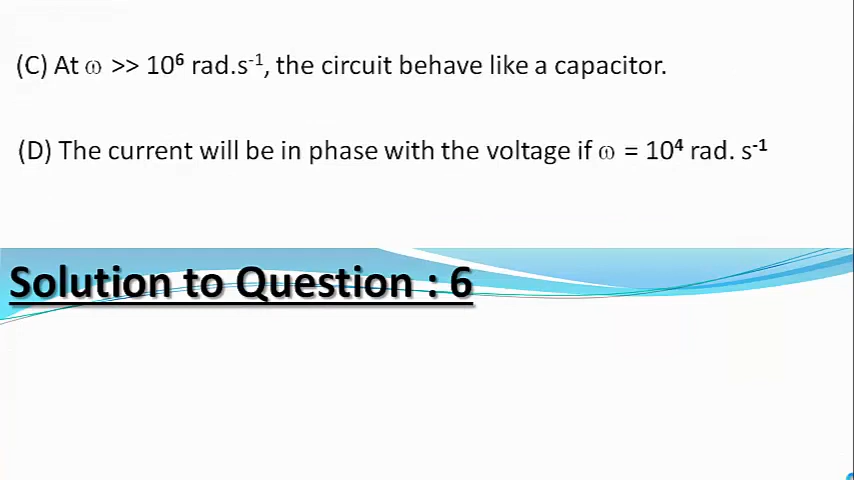 (C) At ω >> 10⁶ rad.s⁻¹, the circuit behave like a capacitor.
(D) The current will be in phase with the voltage if ω = 10⁴ rad. s⁻¹
Solution to Question : 6